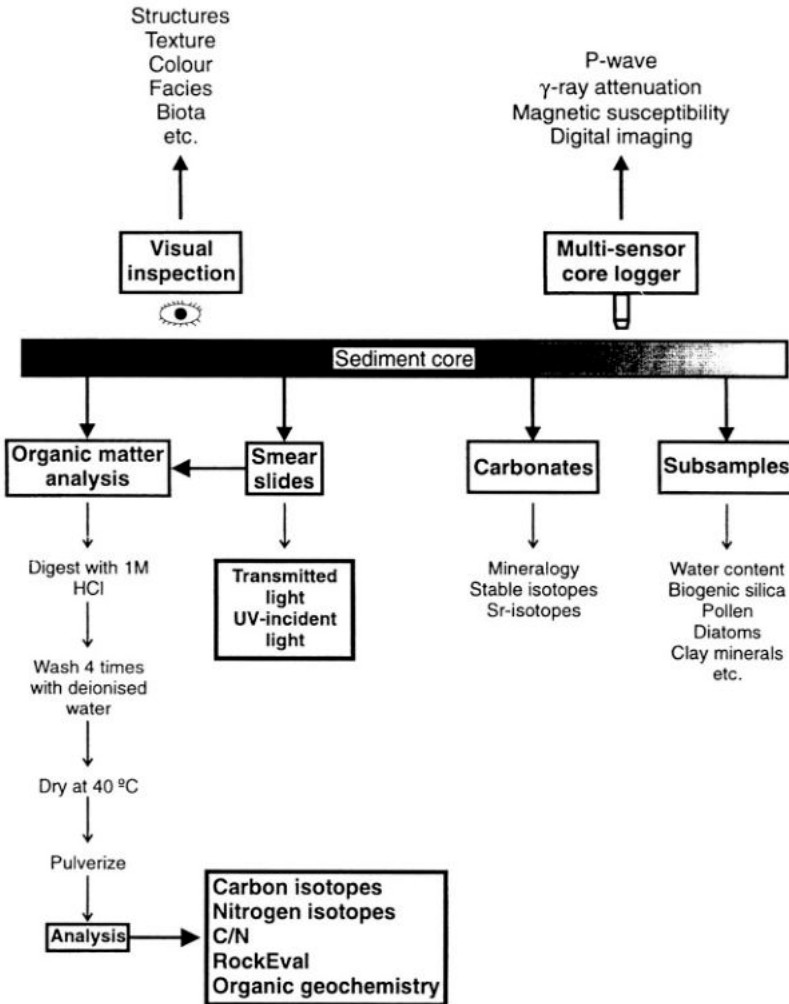 Structures
Texture
Colour
Facies
Biota
etc.
P-wave
γ-ray attenuation
Magnetic susceptibility
Digital imaging
Visual
inspection
Multi-sensor
core logger
Sediment core
Organic matter
analysis
Smear
slides
Carbonates
Subsamples
Digest with 1M
HCl
Wash 4 times
with deionised
water
Dry at 40 ºC
Pulverize
Analysis
Carbon isotopes
Nitrogen isotopes
C/N
RockEval
Organic geochemistry
Transmitted
light
UV-incident
light
Mineralogy
Stable isotopes
Sr-isotopes
Water content
Biogenic silica
Pollen
Diatoms
Clay minerals
etc.